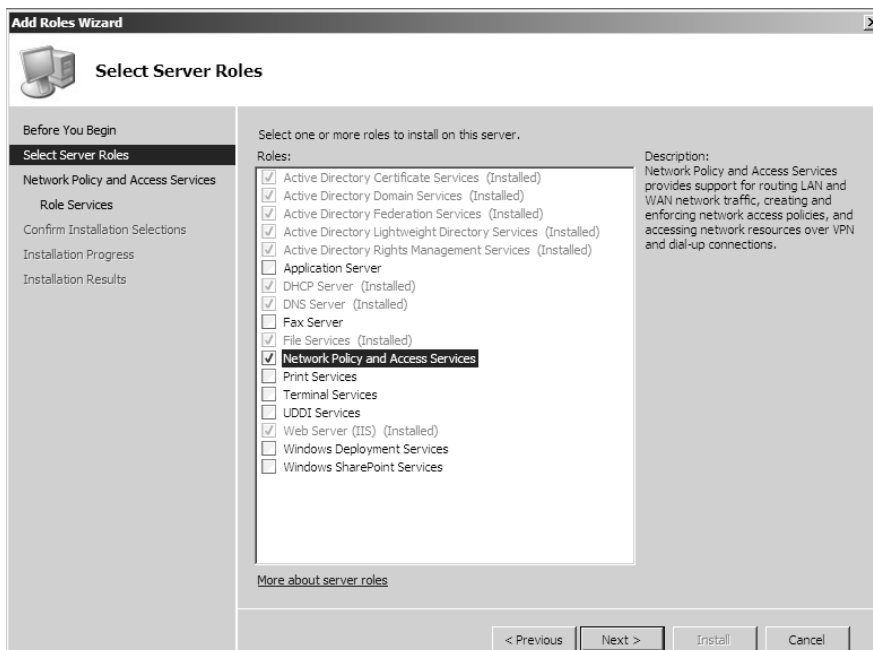 Add Roles Wizard
Select Server Roles
Before You Begin
Select Server Roles
Network Policy and Access Services
Role Services
Confirm Installation Selections
Installation Progress
Installation Results
Select one or more roles to install on this server.
Roles:
Active Directory Certificate Services (Installed)
Active Directory Domain Services (Installed)
Active Directory Federation Services (Installed)
Active Directory Lightweight Directory Services (Installed)
Active Directory Rights Management Services (Installed)
Application Server
DHCP Server (Installed)
DNS Server (Installed)
Fax Server
File Services (Installed)
Network Policy and Access Services
Print Services
Terminal Services
UDDI Services
Web Server (IIS) (Installed)
Windows Deployment Services
Windows SharePoint Services
More about server roles
Description:
Network Policy and Access Services
provides support for routing LAN and
WAN network traffic, creating and
enforcing network access policies, and
accessing network resources over VPN
and dial-up connections.
< Previous
Next >
Install
Cancel